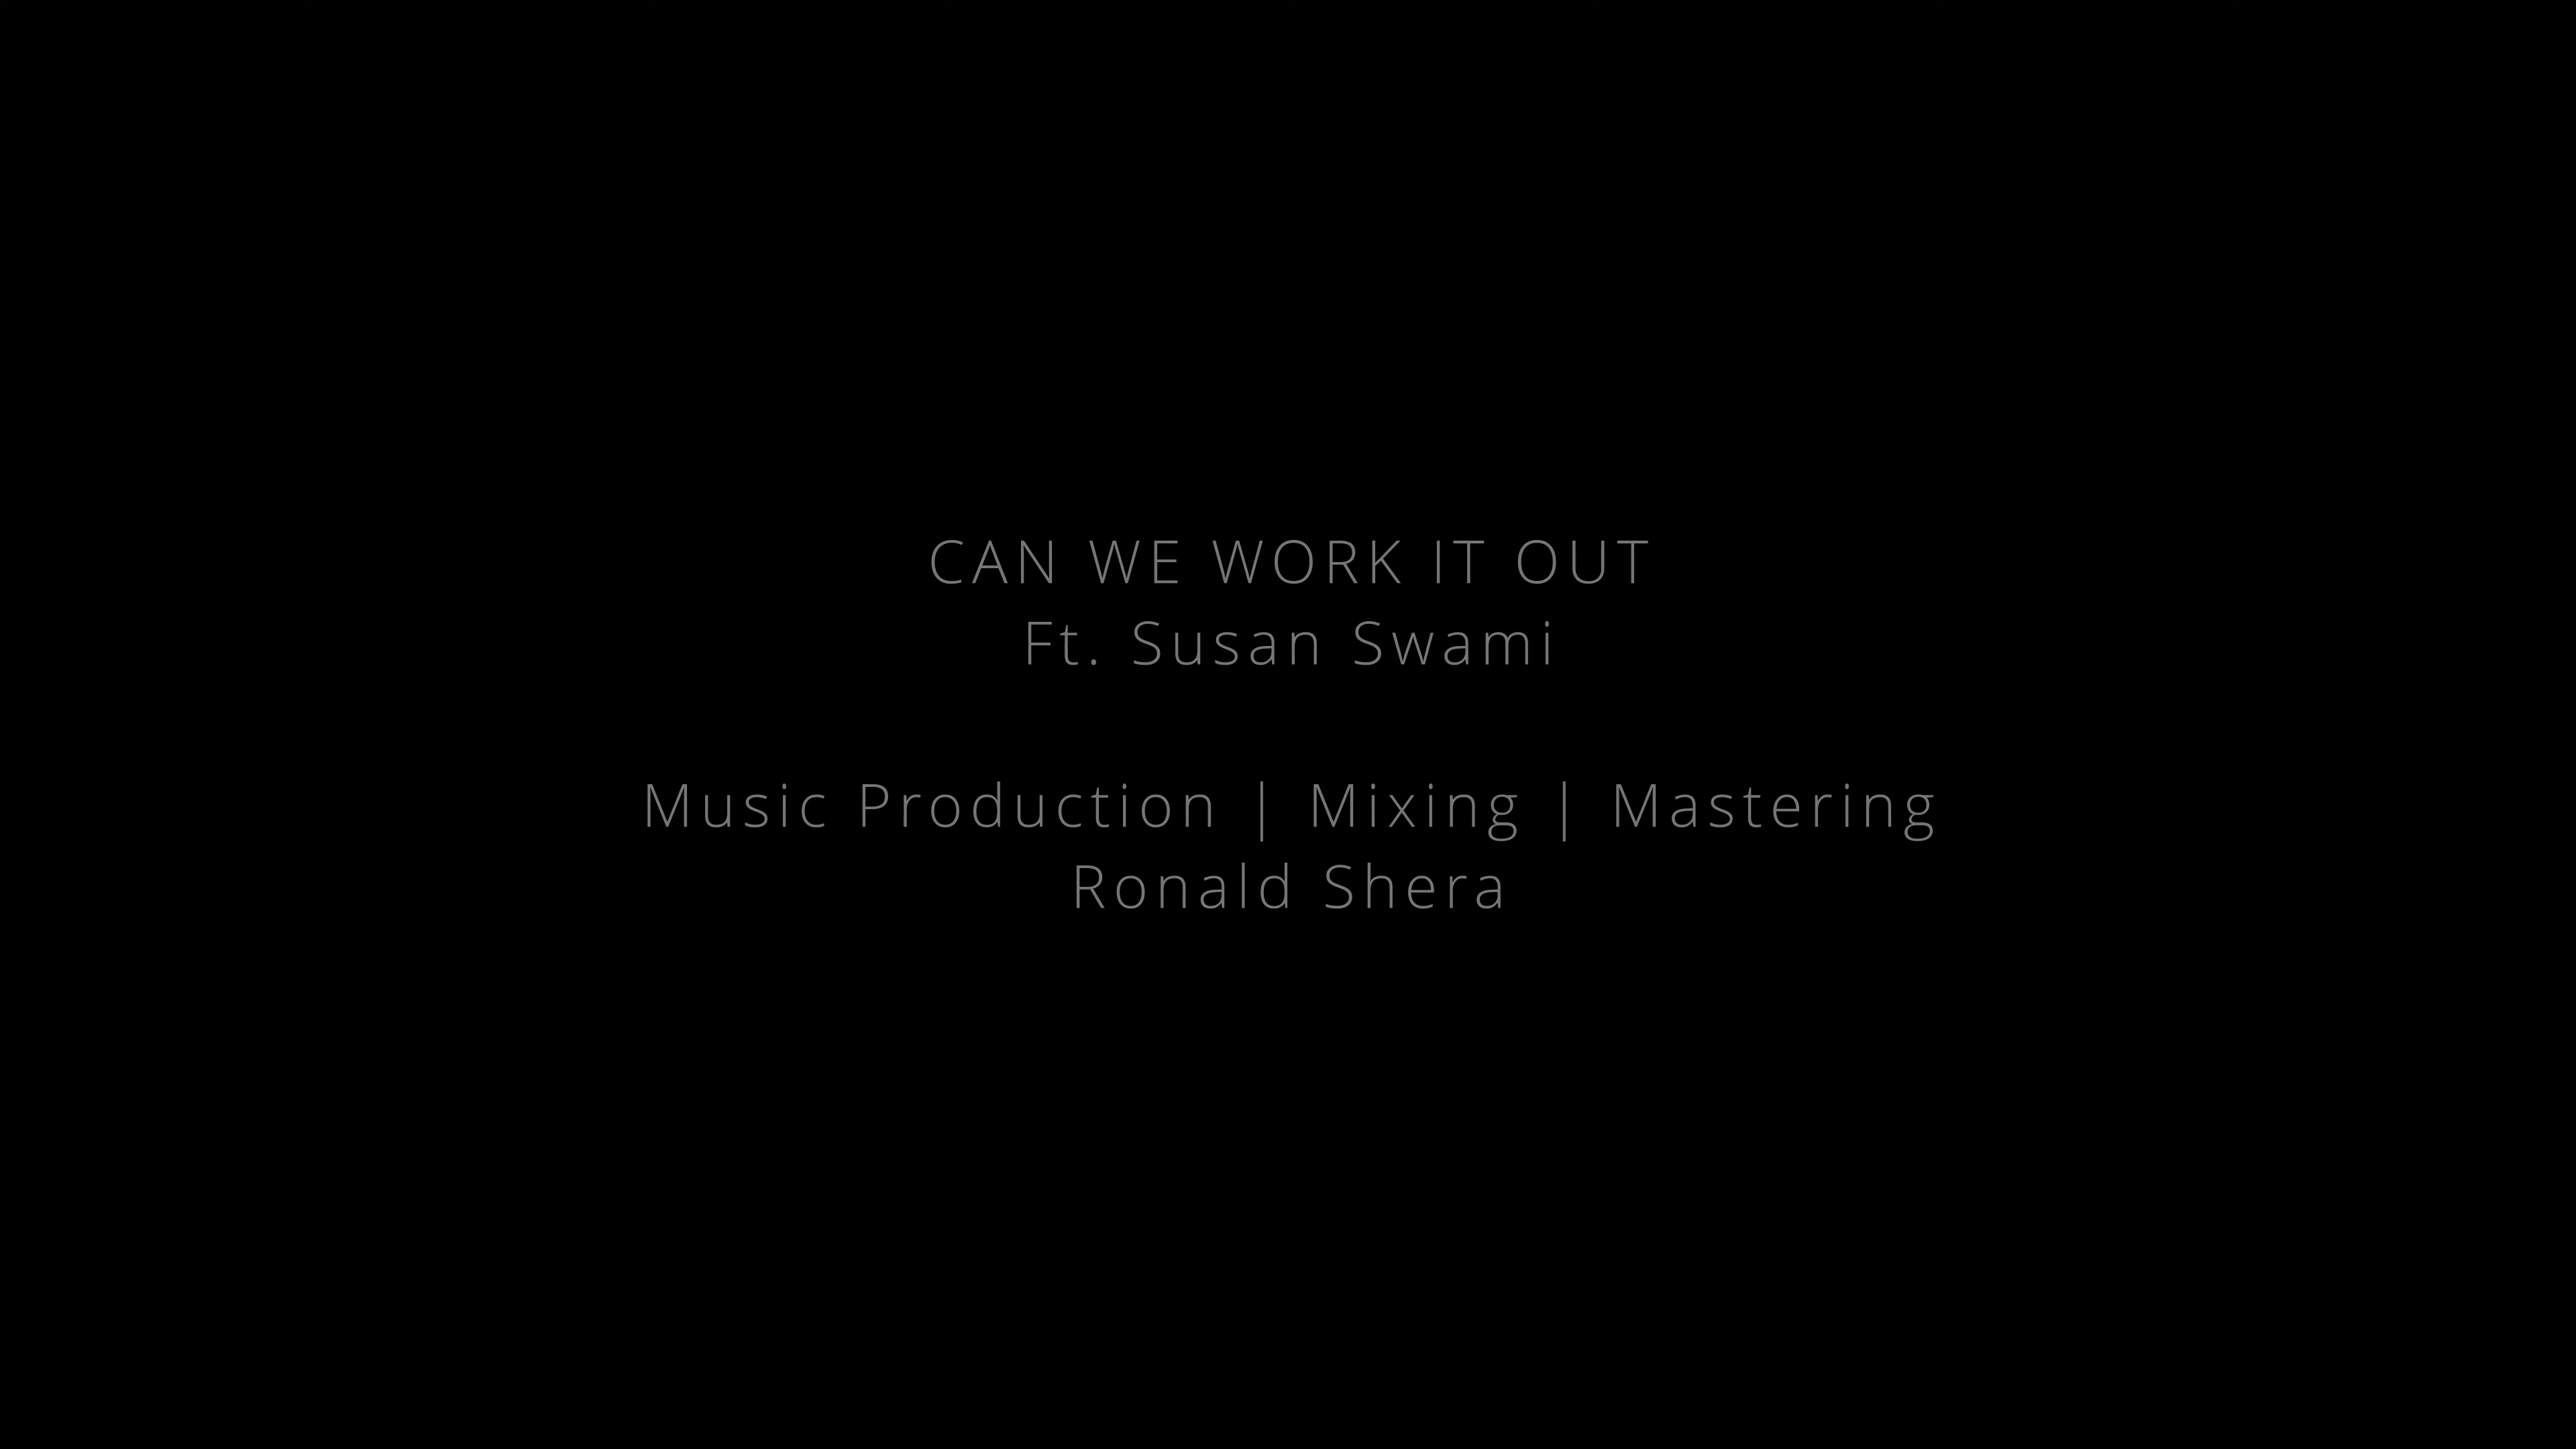 CAN WE WORK IT OUT
Ft. Susan Swami
Music Production | Mixing | Mastering
Ronald Shera